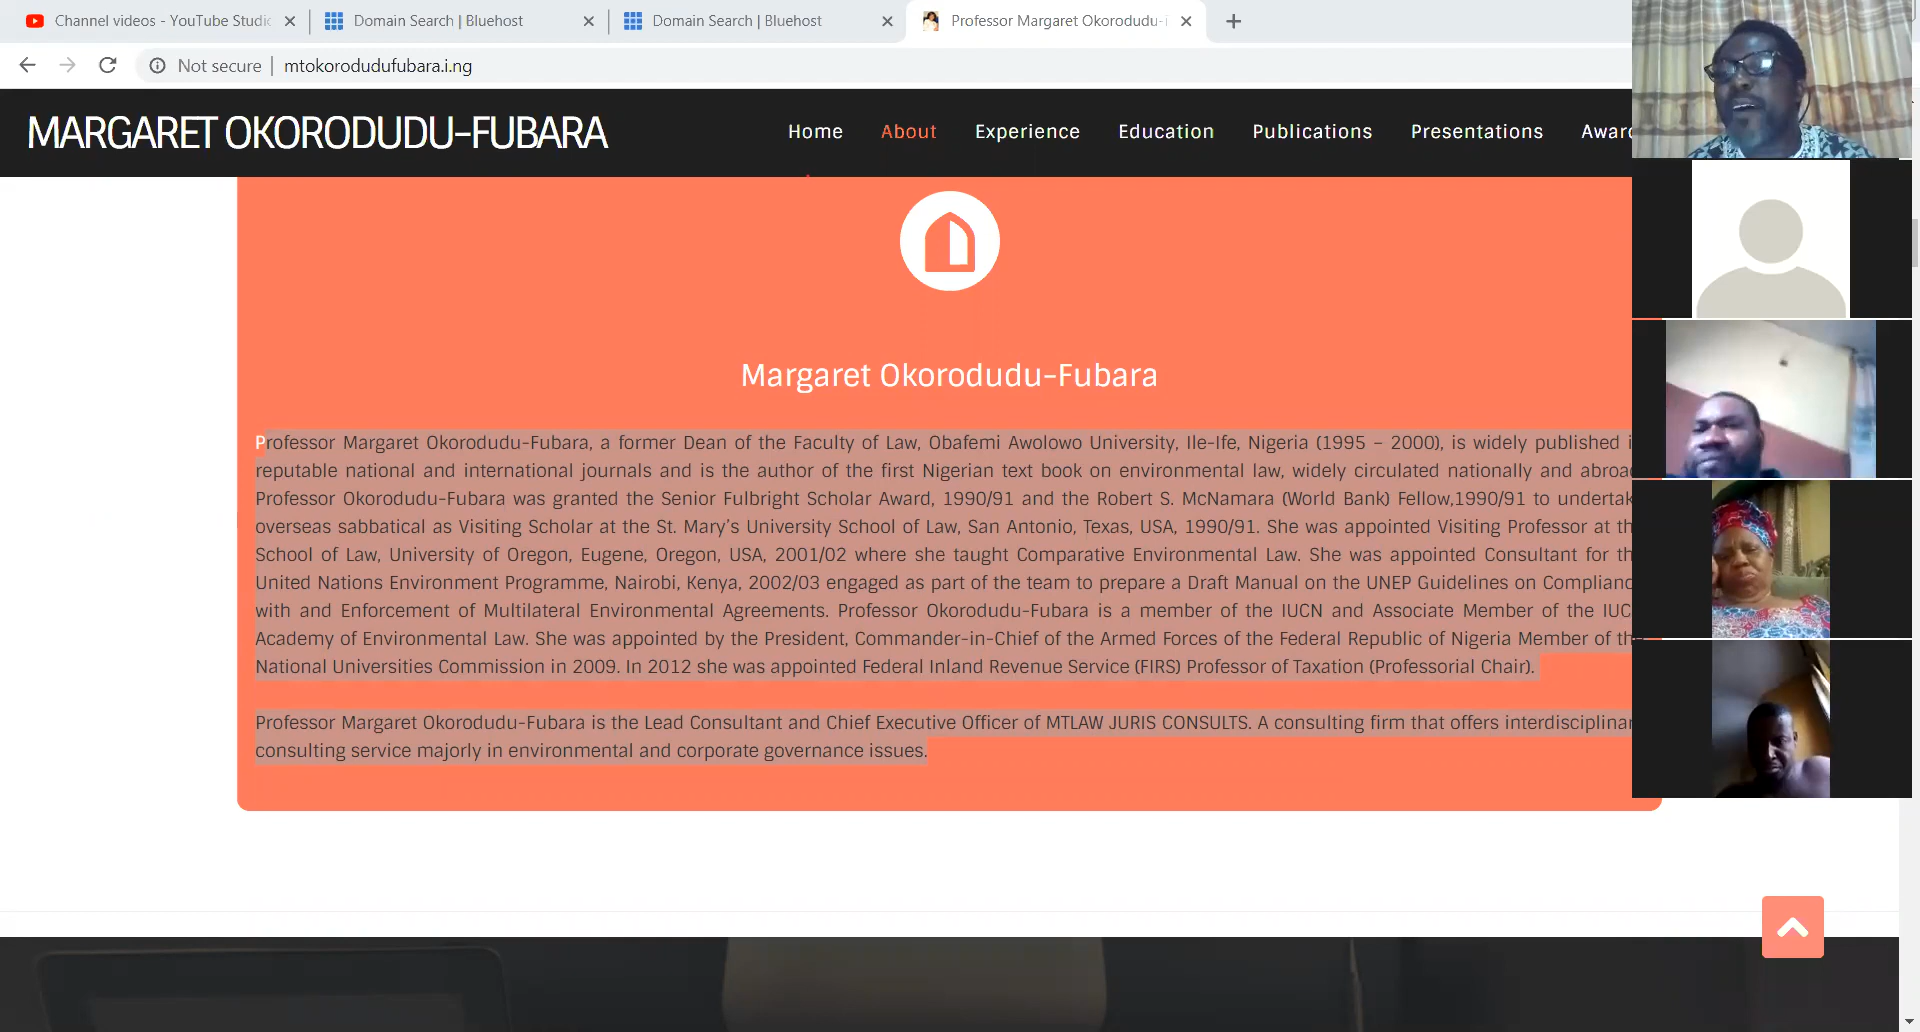 Channel videos - YouTube Studio
Domain Search | Bluehost
Domain Search | Bluehost
Professor Margaret Okorodudu-
Not secure
mtokorodudufubara.i.ng
MARGARET OKORODUDU-FUBARA
Home
About
Experience
Education
Publications
Presentations
Award
Margaret Okorodudu-Fubara
Professor Margaret Okorodudu-Fubara, a former Dean of the Faculty of Law, Obafemi Awolowo University, Ile-Ife, Nigeria (1995 – 2000), is widely published i
reputable national and international journals and is the author of the first Nigerian text book on environmental law, widely circulated nationally and abroad
Professor Okorodudu-Fubara was granted the Senior Fulbright Scholar Award, 1990/91 and the Robert S. McNamara (World Bank) Fellow,1990/91 to undertak
overseas sabbatical as Visiting Scholar at the St. Mary’s University School of Law, San Antonio, Texas, USA, 1990/91. She was appointed Visiting Professor at th
School of Law, University of Oregon, Eugene, Oregon, USA, 2001/02 where she taught Comparative Environmental Law. She was appointed Consultant for th
United Nations Environment Programme, Nairobi, Kenya, 2002/03 engaged as part of the team to prepare a Draft Manual on the UNEP Guidelines on Complianc
with and Enforcement of Multilateral Environmental Agreements. Professor Okorodudu-Fubara is a member of the IUCN and Associate Member of the IUC
Academy of Environmental Law. She was appointed by the President, Commander-in-Chief of the Armed Forces of the Federal Republic of Nigeria Member of the
National Universities Commission in 2009. In 2012 she was appointed Federal Inland Revenue Service (FIRS) Professor of Taxation (Professorial Chair).
Professor Margaret Okorodudu-Fubara is the Lead Consultant and Chief Executive Officer of MTLAW JURIS CONSULTS. A consulting firm that offers interdisciplinar
consulting service majorly in environmental and corporate governance issues.